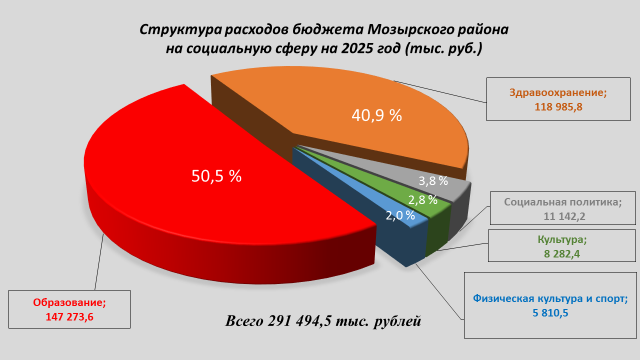 Структура расходов бюджета Мозырского района
на социальную сферу на 2025 год (тыс. руб.)
Здравоохранение;
118 985,8
40,9 %
50,5 %
3,8 %
2,8 %
2,0 %
Социальная политика;
11 142,2
Культура;
8 282,4
Физическая культура и спорт;
5 810,5
Образование;
147 273,6
Всего 291 494,5 тыс. рублей